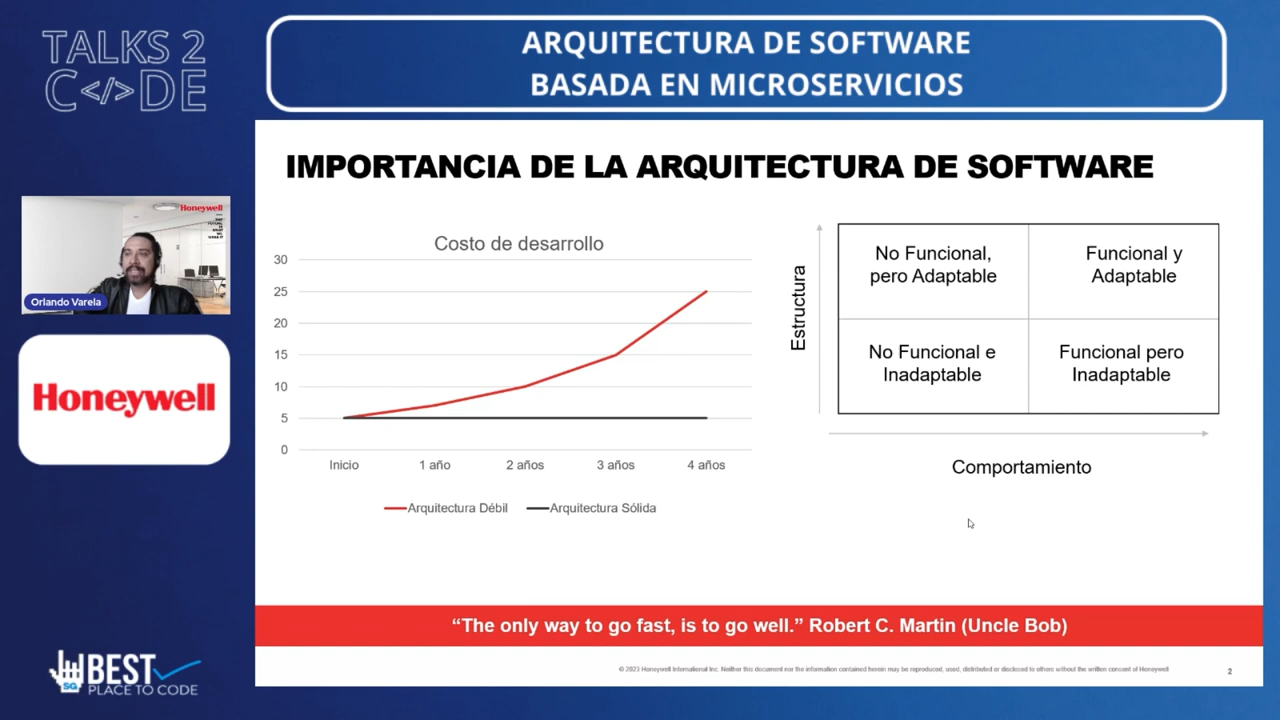 TALKS 2
C</>DE
ARQUITECTURA DE SOFTWARE
BASADA EN MICROSERVICIOS
IMPORTANCIA DE LA ARQUITECTURA DE SOFTWARE
Honeywell
Orlando Varela
Honeywell
Costo de desarrollo
30
25
20
15
10
5
0
Inicio
1 año
2 años
3 años
4 años
Arquitectura Débil
Arquitectura Sólida
Estructura
No Funcional,
pero Adaptable
Funcional y
Adaptable
No Funcional e
Inadaptable
Funcional pero
Inadaptable
Comportamiento
“The only way to go fast, is to go well.” Robert C. Martin (Uncle Bob)
© 2023 Honeywell International Inc. Neither this document nor the information contained herein may be reproduced, used, distributed or disclosed to others without the written consent of Honeywell
2
SG
BEST
PLACE TO CODE